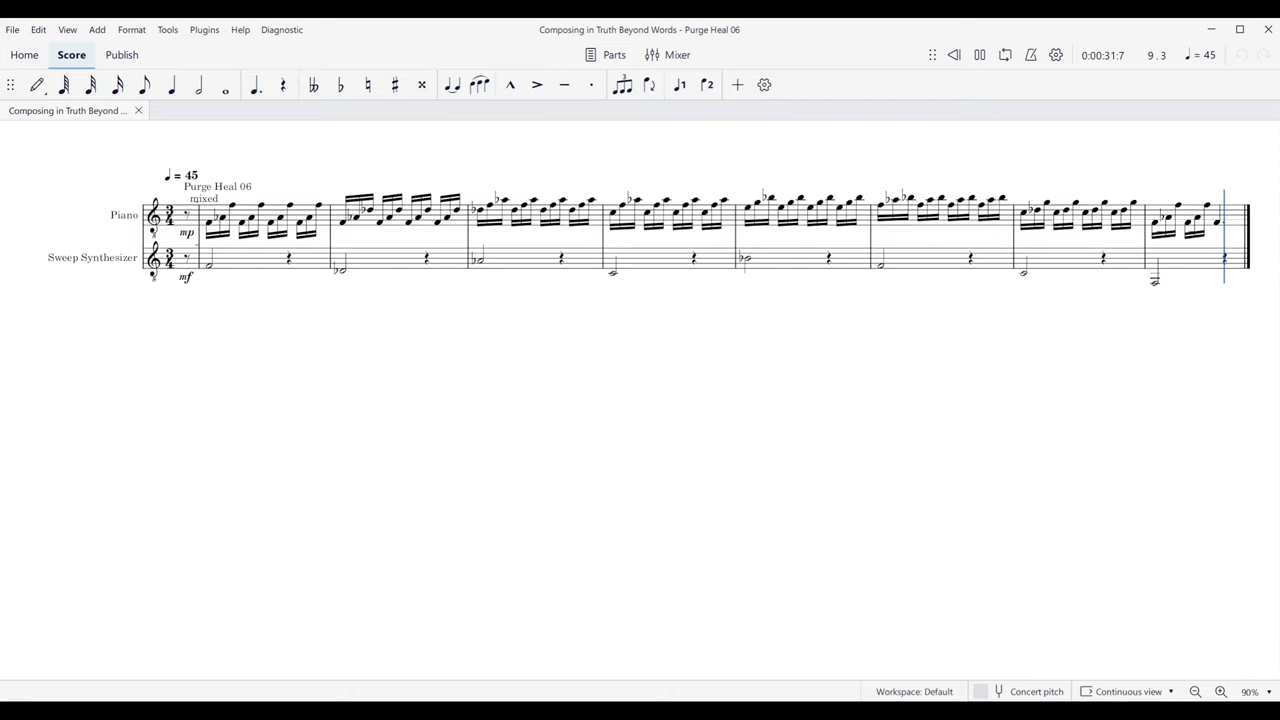 File Edit View Add Format Tools Plugins Help Diagnostic
Composing in Truth Beyond Words - Purge Heal 06
Home Score Publish
Parts Mixer
0:00:31:7 9 . 3 = 45
Composing in Truth Beyond ...
= 45
Purge Heal 06
mixed
Piano
mp
Sweep Synthesizer
mf
Workspace: Default Concert pitch Continuous view 90%